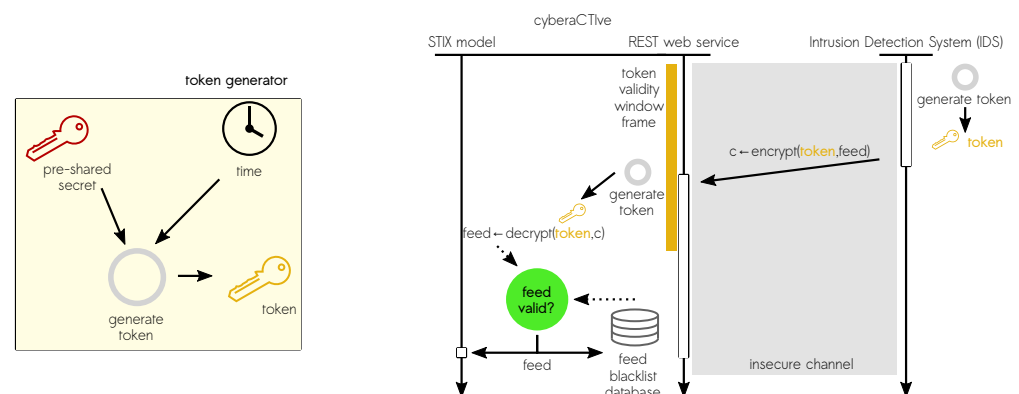 token generator
pre-shared
secret
time
generate
token
token
cyberaCTIve
STIX model
REST web service
Intrusion Detection System (IDS)
token
validity
window
frame
generate token
token
c←encrypt(token,feed)
generate
token
feed←decrypt(token,c)
feed
valid?
feed
feed
blacklist
database
insecure channel